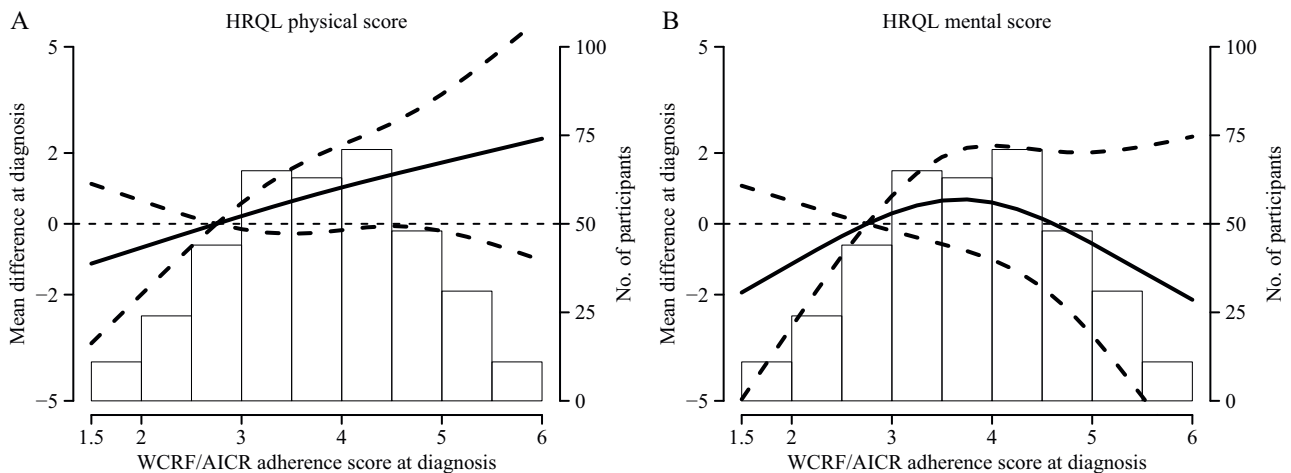 A
HRQL physical score
Mean difference at diagnosis
5
2
0
−2
−5
100
75
50
25
0
No. of participants
1.5 2 3 4 5 6
WCRF/AICR adherence score at diagnosis
B
HRQL mental score
Mean difference at diagnosis
5
2
0
−2
−5
100
75
50
25
0
No. of participants
1.5 2 3 4 5 6
WCRF/AICR adherence score at diagnosis